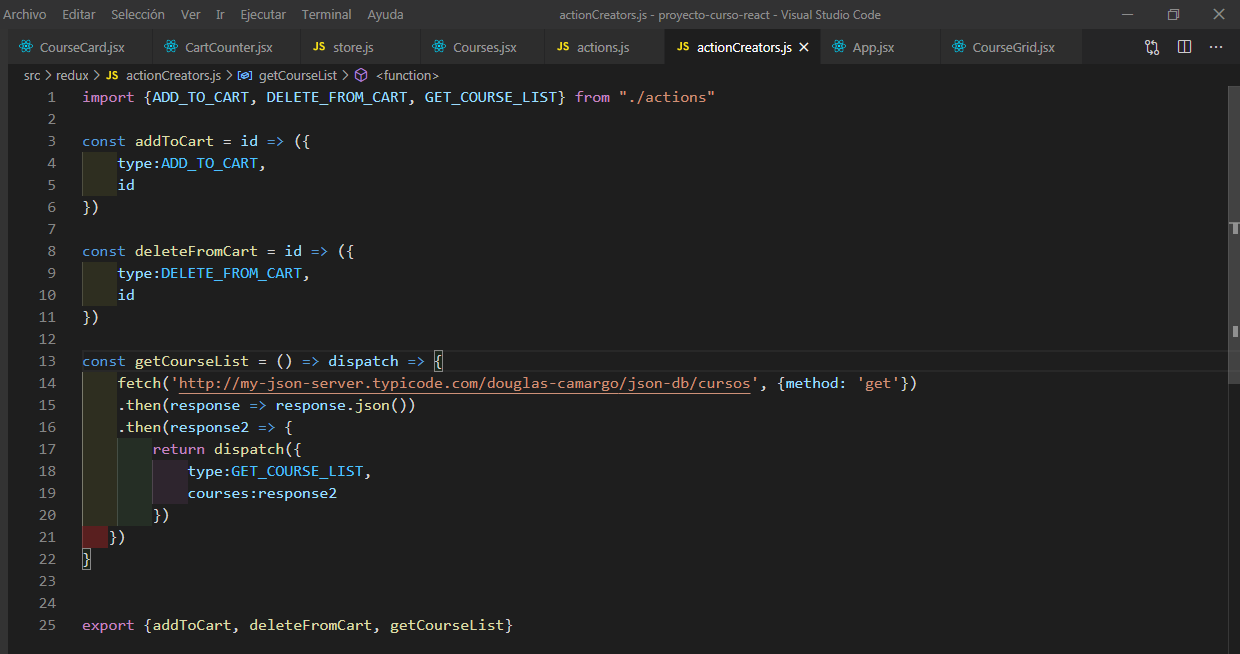 Archivo Editar Selección Ver Ir Ejecutar Terminal Ayuda actionCreators.js - proyecto-curso-react - Visual Studio Code
CourseCard.jsx CartCounter.jsx JS store.js Courses.jsx JS actions.js JS actionCreators.js App.jsx CourseGrid.jsx
src > redux > JS actionCreators.js > getCourseList > <function>
1 import {ADD_TO_CART, DELETE_FROM_CART, GET_COURSE_LIST} from "./actions"
2
3 const addToCart = id => ({
4     type:ADD_TO_CART,
5     id
6 })
7
8 const deleteFromCart = id => ({
9     type:DELETE_FROM_CART,
10     id
11 })
12
13 const getCourseList = () => dispatch => {
14     fetch('http://my-json-server.typicode.com/douglas-camargo/json-db/cursos', {method: 'get'})
15     .then(response => response.json())
16     .then(response2 => {
17         return dispatch({
18             type:GET_COURSE_LIST,
19             courses:response2
20         })
21    })
22 }
23
24
25 export {addToCart, deleteFromCart, getCourseList}